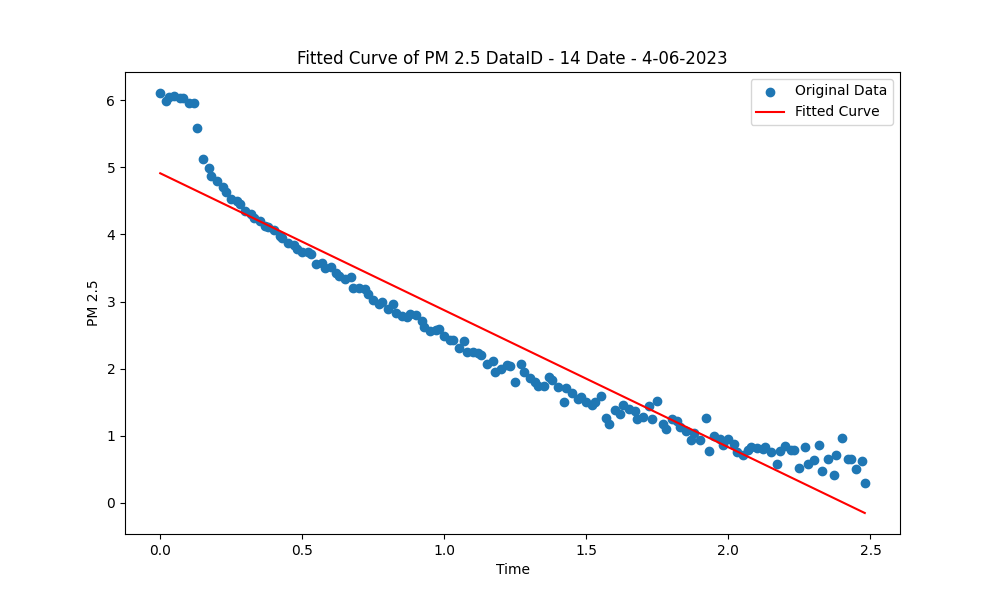 Fitted Curve of PM 2.5 DataID - 14 Date - 4-06-2023
Original Data
Fitted Curve
6
5
4
3
2
1
0
PM 2.5
0.0 0.5 1.0 1.5 2.0 2.5
Time